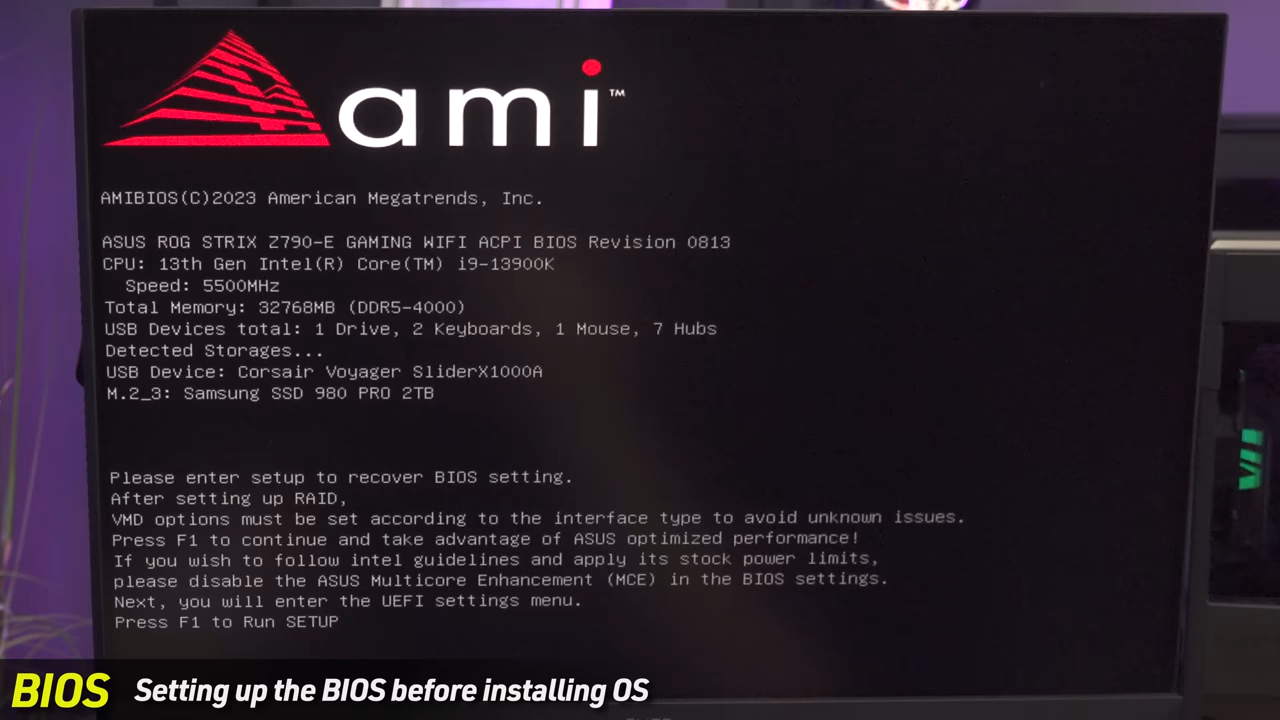 ami™
AMIBIOS(C)2023 American Megatrends, Inc.
ASUS ROG STRIX Z790-E GAMING WIFI ACPI BIOS Revision 0813
CPU: 13th Gen Intel(R) Core(TM) i9-13900K
Speed: 5500MHz
Total Memory: 32768MB (DDR5-4000)
USB Devices total: 1 Drive, 2 Keyboards, 1 Mouse, 7 Hubs
Detected Storages...
USB Device: Corsair Voyager SliderX1000A
M.2_3: Samsung SSD 980 PRO 2TB
Please enter setup to recover BIOS setting.
After setting up RAID,
VMD options must be set according to the interface type to avoid unknown issues.
Press F1 to continue and take advantage of ASUS optimized performance!
If you wish to follow intel guidelines and apply its stock power limits,
please disable the ASUS Multicore Enhancement (MCE) in the BIOS settings.
Next, you will enter the UEFI settings menu.
Press F1 to Run SETUP
BIOS Setting up the BIOS before installing OS